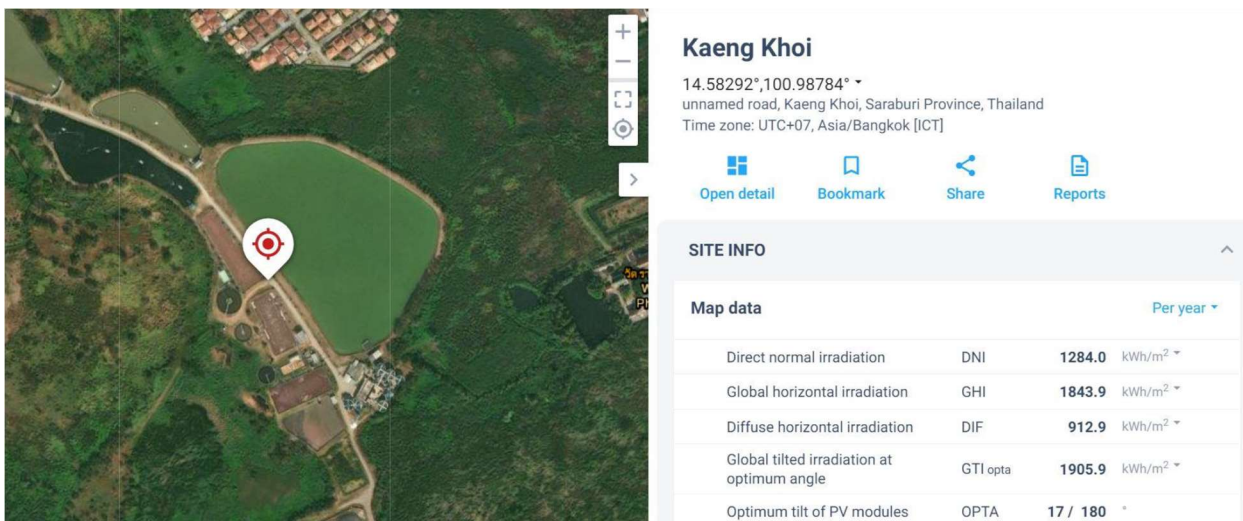 Kaeng Khoi
14.58292°,100.98784°
unnamed road, Kaeng Khoi, Saraburi Province, Thailand
Time zone: UTC+07, Asia/Bangkok [ICT]
Open detail Bookmark Share Reports
SITE INFO
Map data Per year
Direct normal irradiation DNI 1284.0 kWh/m²
Global horizontal irradiation GHI 1843.9 kWh/m²
Diffuse horizontal irradiation DIF 912.9 kWh/m²
Global tilted irradiation at
optimum angle GTI opta 1905.9 kWh/m²
Optimum tilt of PV modules OPTA 17 / 180 °